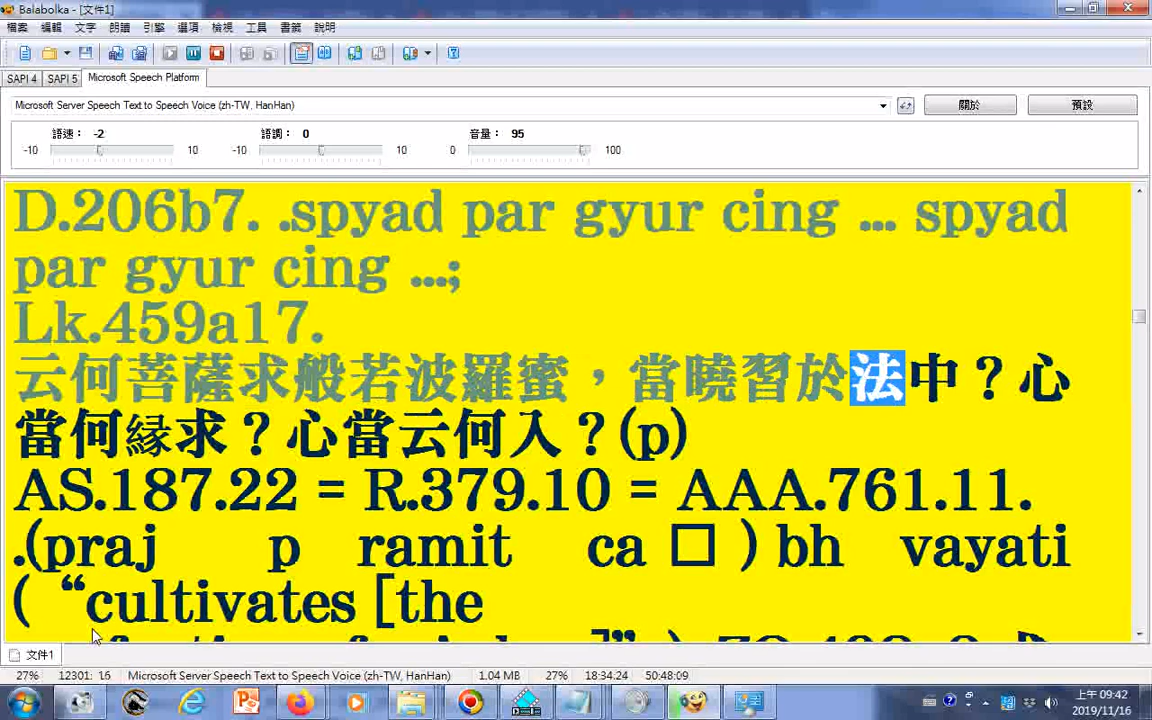 Balabolka - [文件1]
檔案 編輯 文字 朗讀 引擎 選項 檢視 工具 書籤 說明
SAPI 4 SAPI 5 Microsoft Speech Platform
Microsoft Server Speech Text to Speech Voice (zh-TW, HanHan)
關於 預設
語速： -2 語調： 0 音量： 95
-10 10 -10 10 0 100
D.206b7. .spyad par gyur cing ... spyad
par gyur cing ...;
Lk.459a17.
云何菩薩求般若波羅蜜，當曉習於法中？心
當何緣求？心當云何入？(p)
AS.187.22 = R.379.10 = AAA.761.11.
.(praj p ramit ca □ ) bh vayati
( “cultivates [the
文件1
27% 12301: 16 Microsoft Server Speech Text to Speech Voice (zh-TW, HanHan) 1.04 MB 27% 18:34.24 50:48:09
上午 09:42
2019/11/16